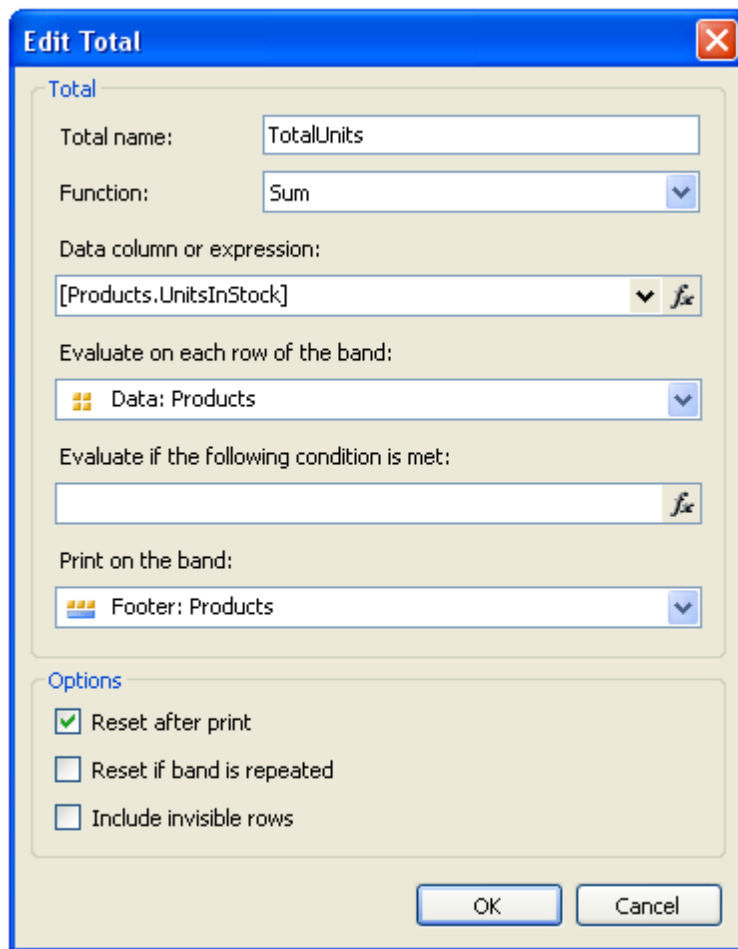 Edit Total
Total
Total name: TotalUnits
Function: Sum
Data column or expression:
[Products.UnitsInStock] fx
Evaluate on each row of the band:
Data: Products
Evaluate if the following condition is met:
fx
Print on the band:
Footer: Products
Options
Reset after print
Reset if band is repeated
Include invisible rows
OK Cancel